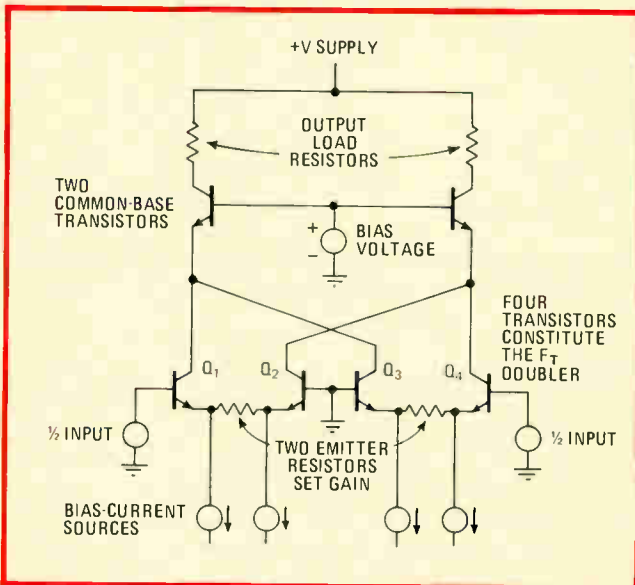 +V SUPPLY
OUTPUT
LOAD
RESISTORS
TWO
COMMON-BASE
TRANSISTORS
+
−
BIAS
VOLTAGE
FOUR
TRANSISTORS
CONSTITUTE
THE FT
DOUBLER
Q1
Q2
Q3
Q4
½ INPUT
TWO EMITTER
RESISTORS
SET GAIN
½ INPUT
BIAS-CURRENT
SOURCES